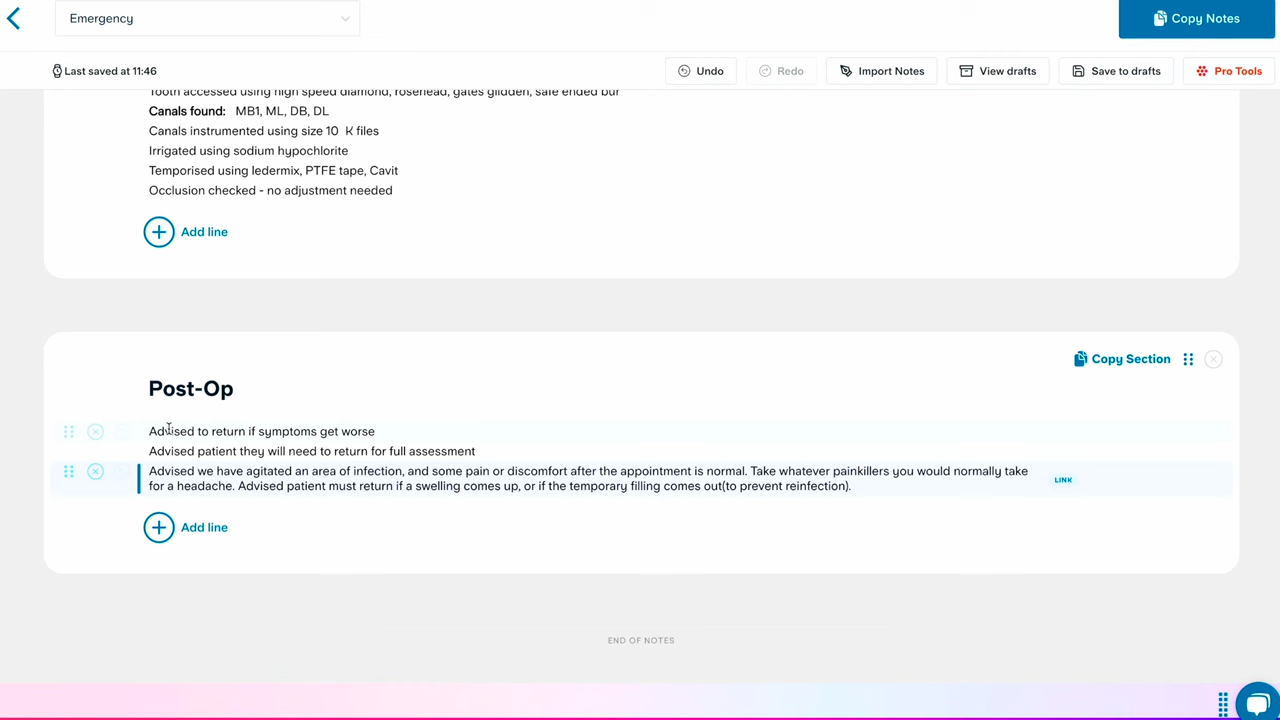 Emergency
Copy Notes
Last saved at 11:46
Undo
Redo
Import Notes
View drafts
Save to drafts
Pro Tools
Tooth accessed using high speed diamond, rosehead, gates glidden, safe ended bur
Canals found: MB1, ML, DB, DL
Canals instrumented using size 10 K files
Irrigated using sodium hypochlorite
Temporised using ledermix, PTFE tape, Cavit
Occlusion checked - no adjustment needed
Add line
Copy Section
Post-Op
Advised to return if symptoms get worse
Advised patient they will need to return for full assessment
Advised we have agitated an area of infection, and some pain or discomfort after the appointment is normal. Take whatever painkillers you would normally take
for a headache. Advised patient must return if a swelling comes up, or if the temporary filling comes out(to prevent reinfection).
LINK
Add line
END OF NOTES